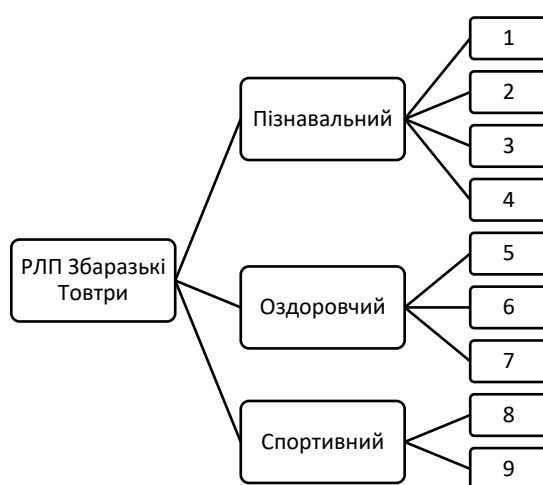 1
2
Пізнавальний
3
4
РЛП Збаразькі
Товтри
5
Оздоровчий
6
7
8
Спортивний
9